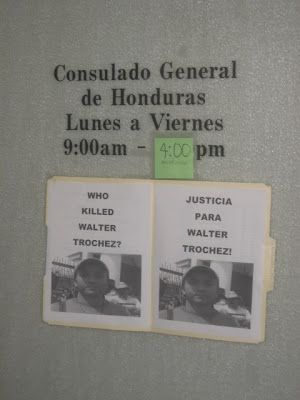 Consulado General
de Honduras
Lunes a Viernes
9:00am - 4:00 pm
WHO
KILLED
WALTER
TROCHEZ?
JUSTICIA
PARA
WALTER
TROCHEZ!